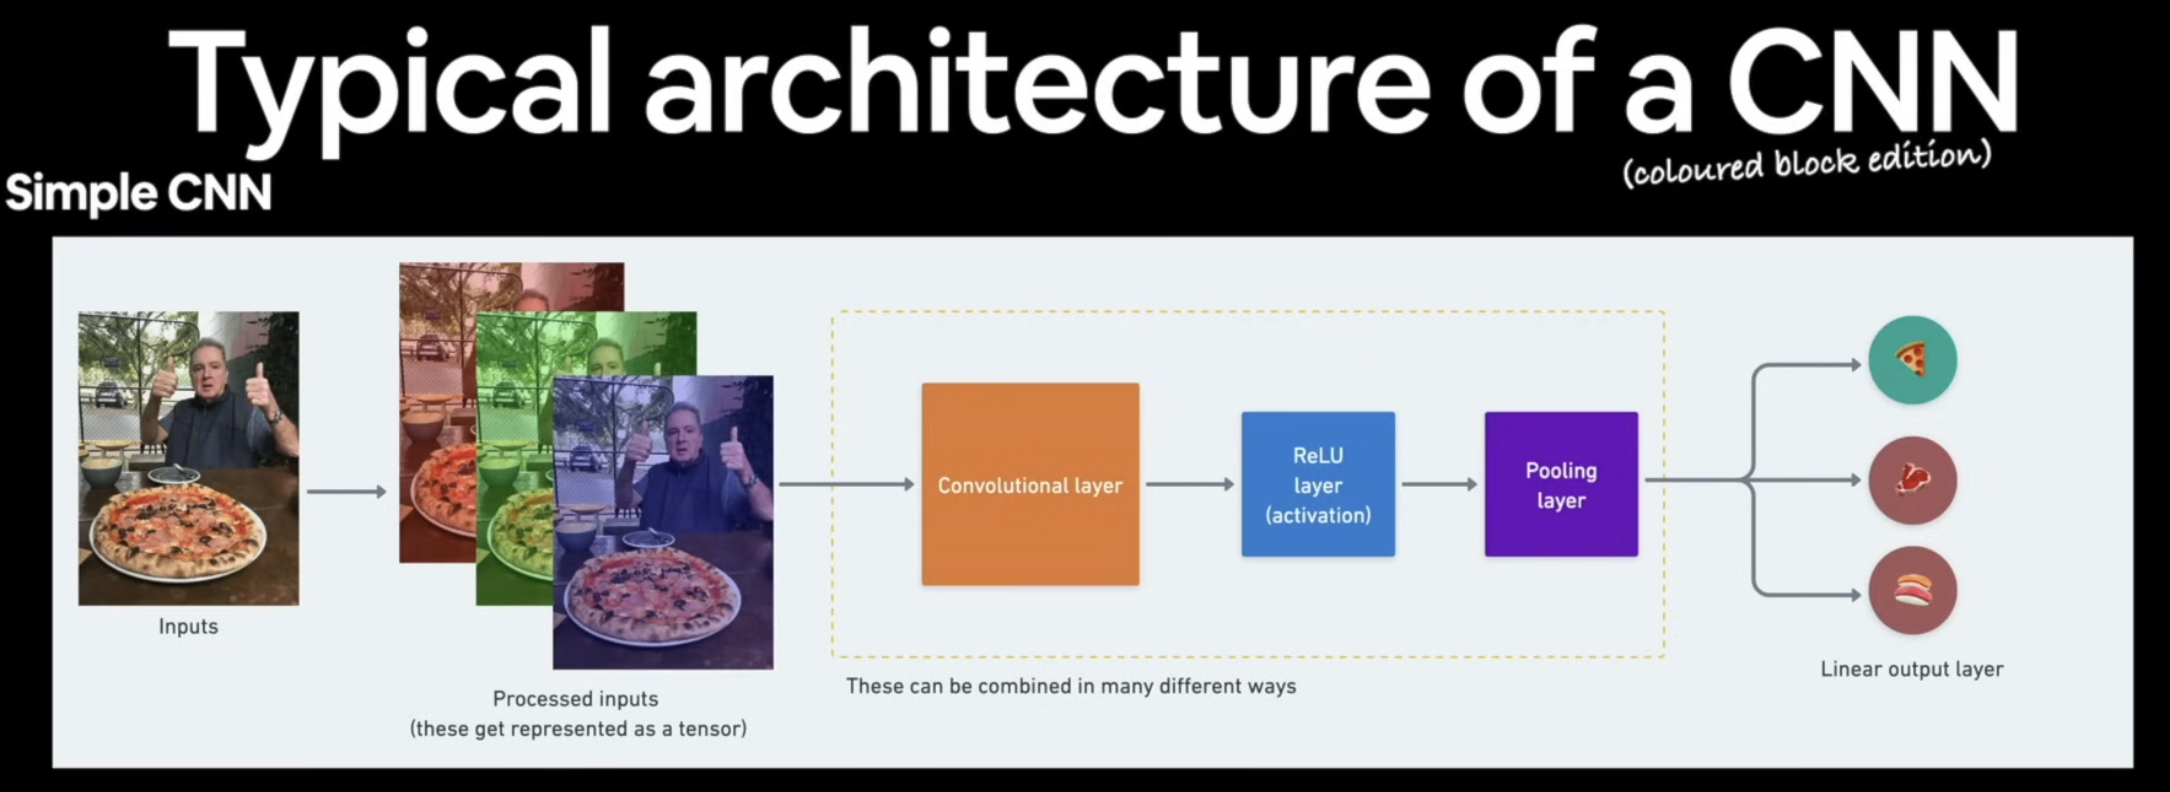 Typical architecture of a CNN
(coloured block edition)
Simple CNN
Inputs
Processed inputs
(these get represented as a tensor)
Convolutional layer
ReLU
layer
(activation)
Pooling
layer
These can be combined in many different ways
Linear output layer